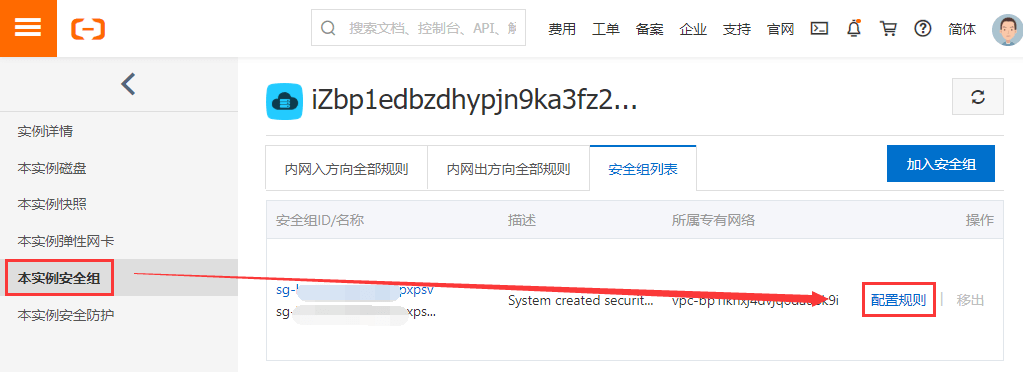 搜索文档、控制台、API、解
费用 工单 备案 企业 支持 官网 简体
iZbp1edbzdhypjn9ka3fz2...
实例详情
本实例磁盘
本实例快照
本实例弹性网卡
本实例安全组
本实例安全防护
内网入方向全部规则 内网出方向全部规则 安全组列表 加入安全组
安全组ID/名称 描述 所属专有网络 操作
sg- pxpsv
sg- xps...
System created securit... 配置规则 | 移出